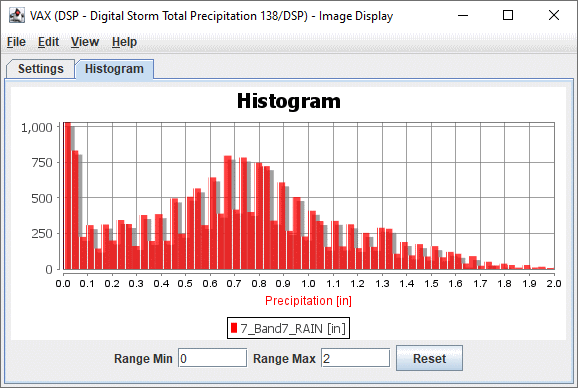 VAX (DSP - Digital Storm Total Precipitation 138/DSP) - Image Display
File Edit View Help
Settings Histogram
Histogram
1,000
750
500
250
0
0.0 0.1 0.2 0.3 0.4 0.5 0.6 0.7 0.8 0.9 1.0 1.1 1.2 1.3 1.4 1.5 1.6 1.7 1.8 1.9 2.0
Precipitation [in]
7_Band7_RAIN [in]
Range Min 0 Range Max 2 Reset